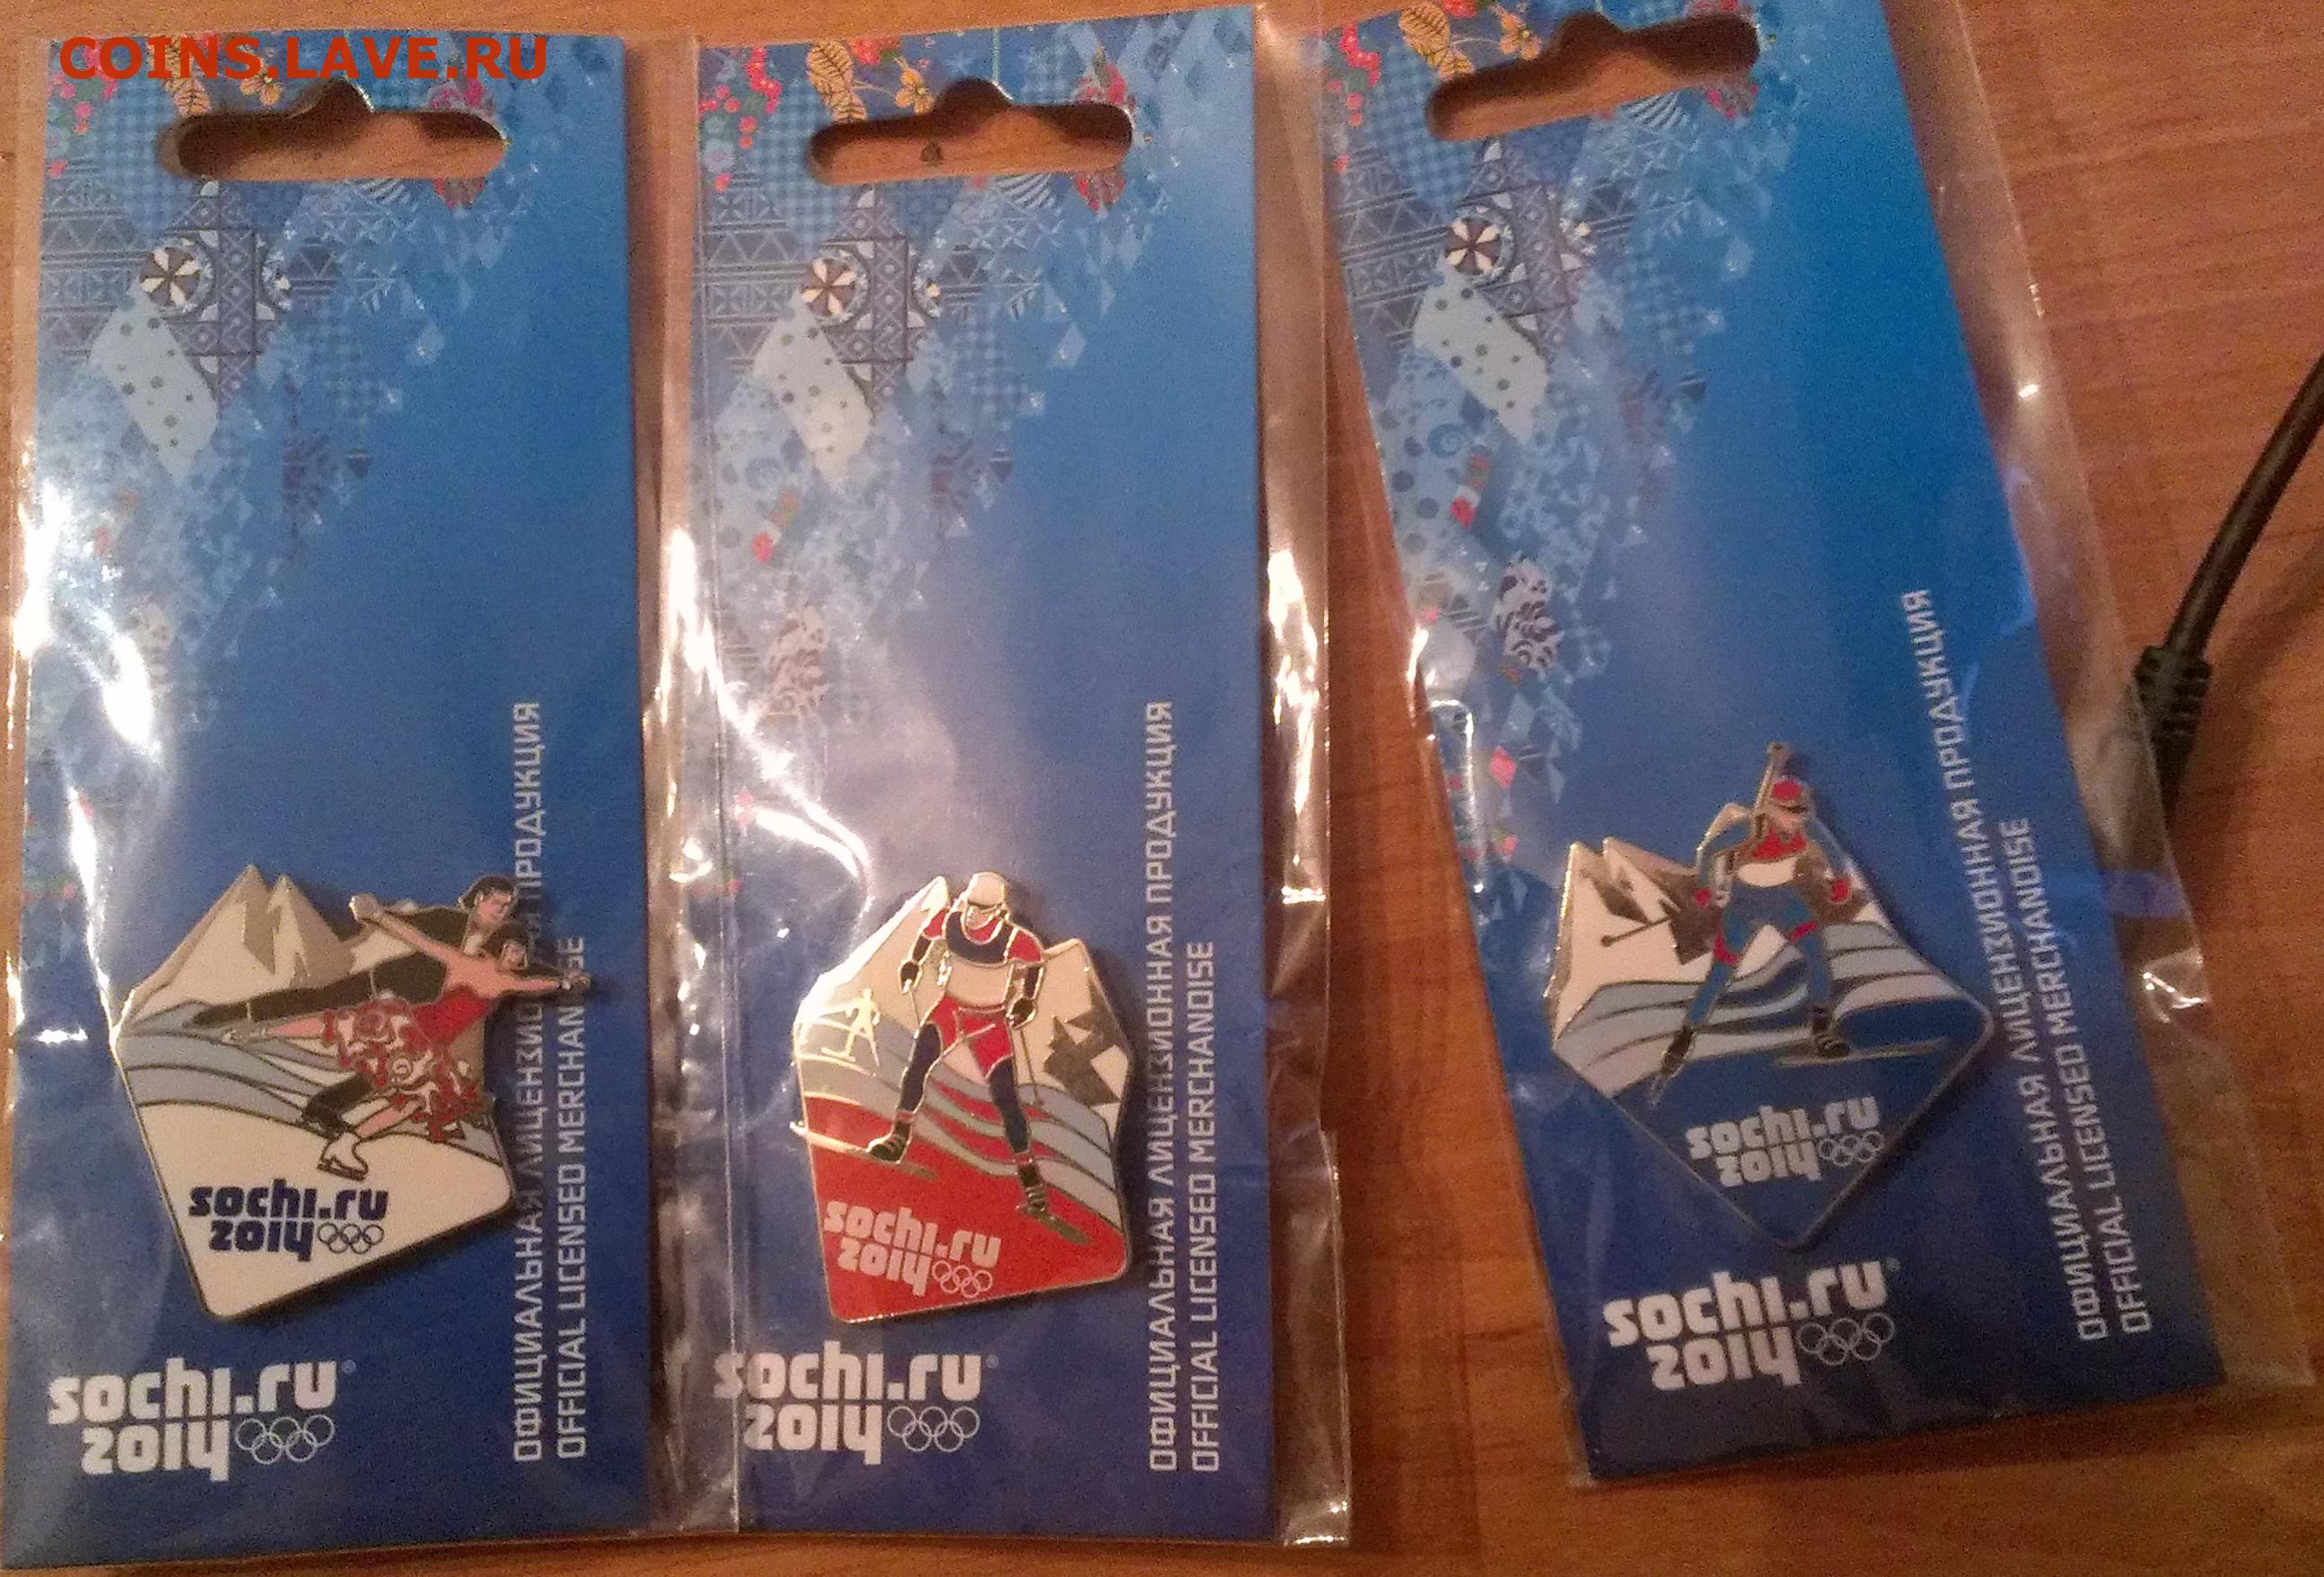 COINS.LAVE.RU
sochi.ru
2014
ОФИЦИАЛЬНАЯ ЛИЦЕНЗИОННАЯ ПРОДУКЦИЯ
OFFICIAL LICENSED MERCHANDISE
sochi.ru
2014
sochi.ru
2014
ОФИЦИАЛЬНАЯ ЛИЦЕНЗИОННАЯ ПРОДУКЦИЯ
OFFICIAL LICENSED MERCHANDISE
sochi.ru®
2014
sochi.ru
2014
ОФИЦИАЛЬНАЯ ЛИЦЕНЗИОННАЯ ПРОДУКЦИЯ
OFFICIAL LICENSED MERCHANDISE
sochi.ru®
2014